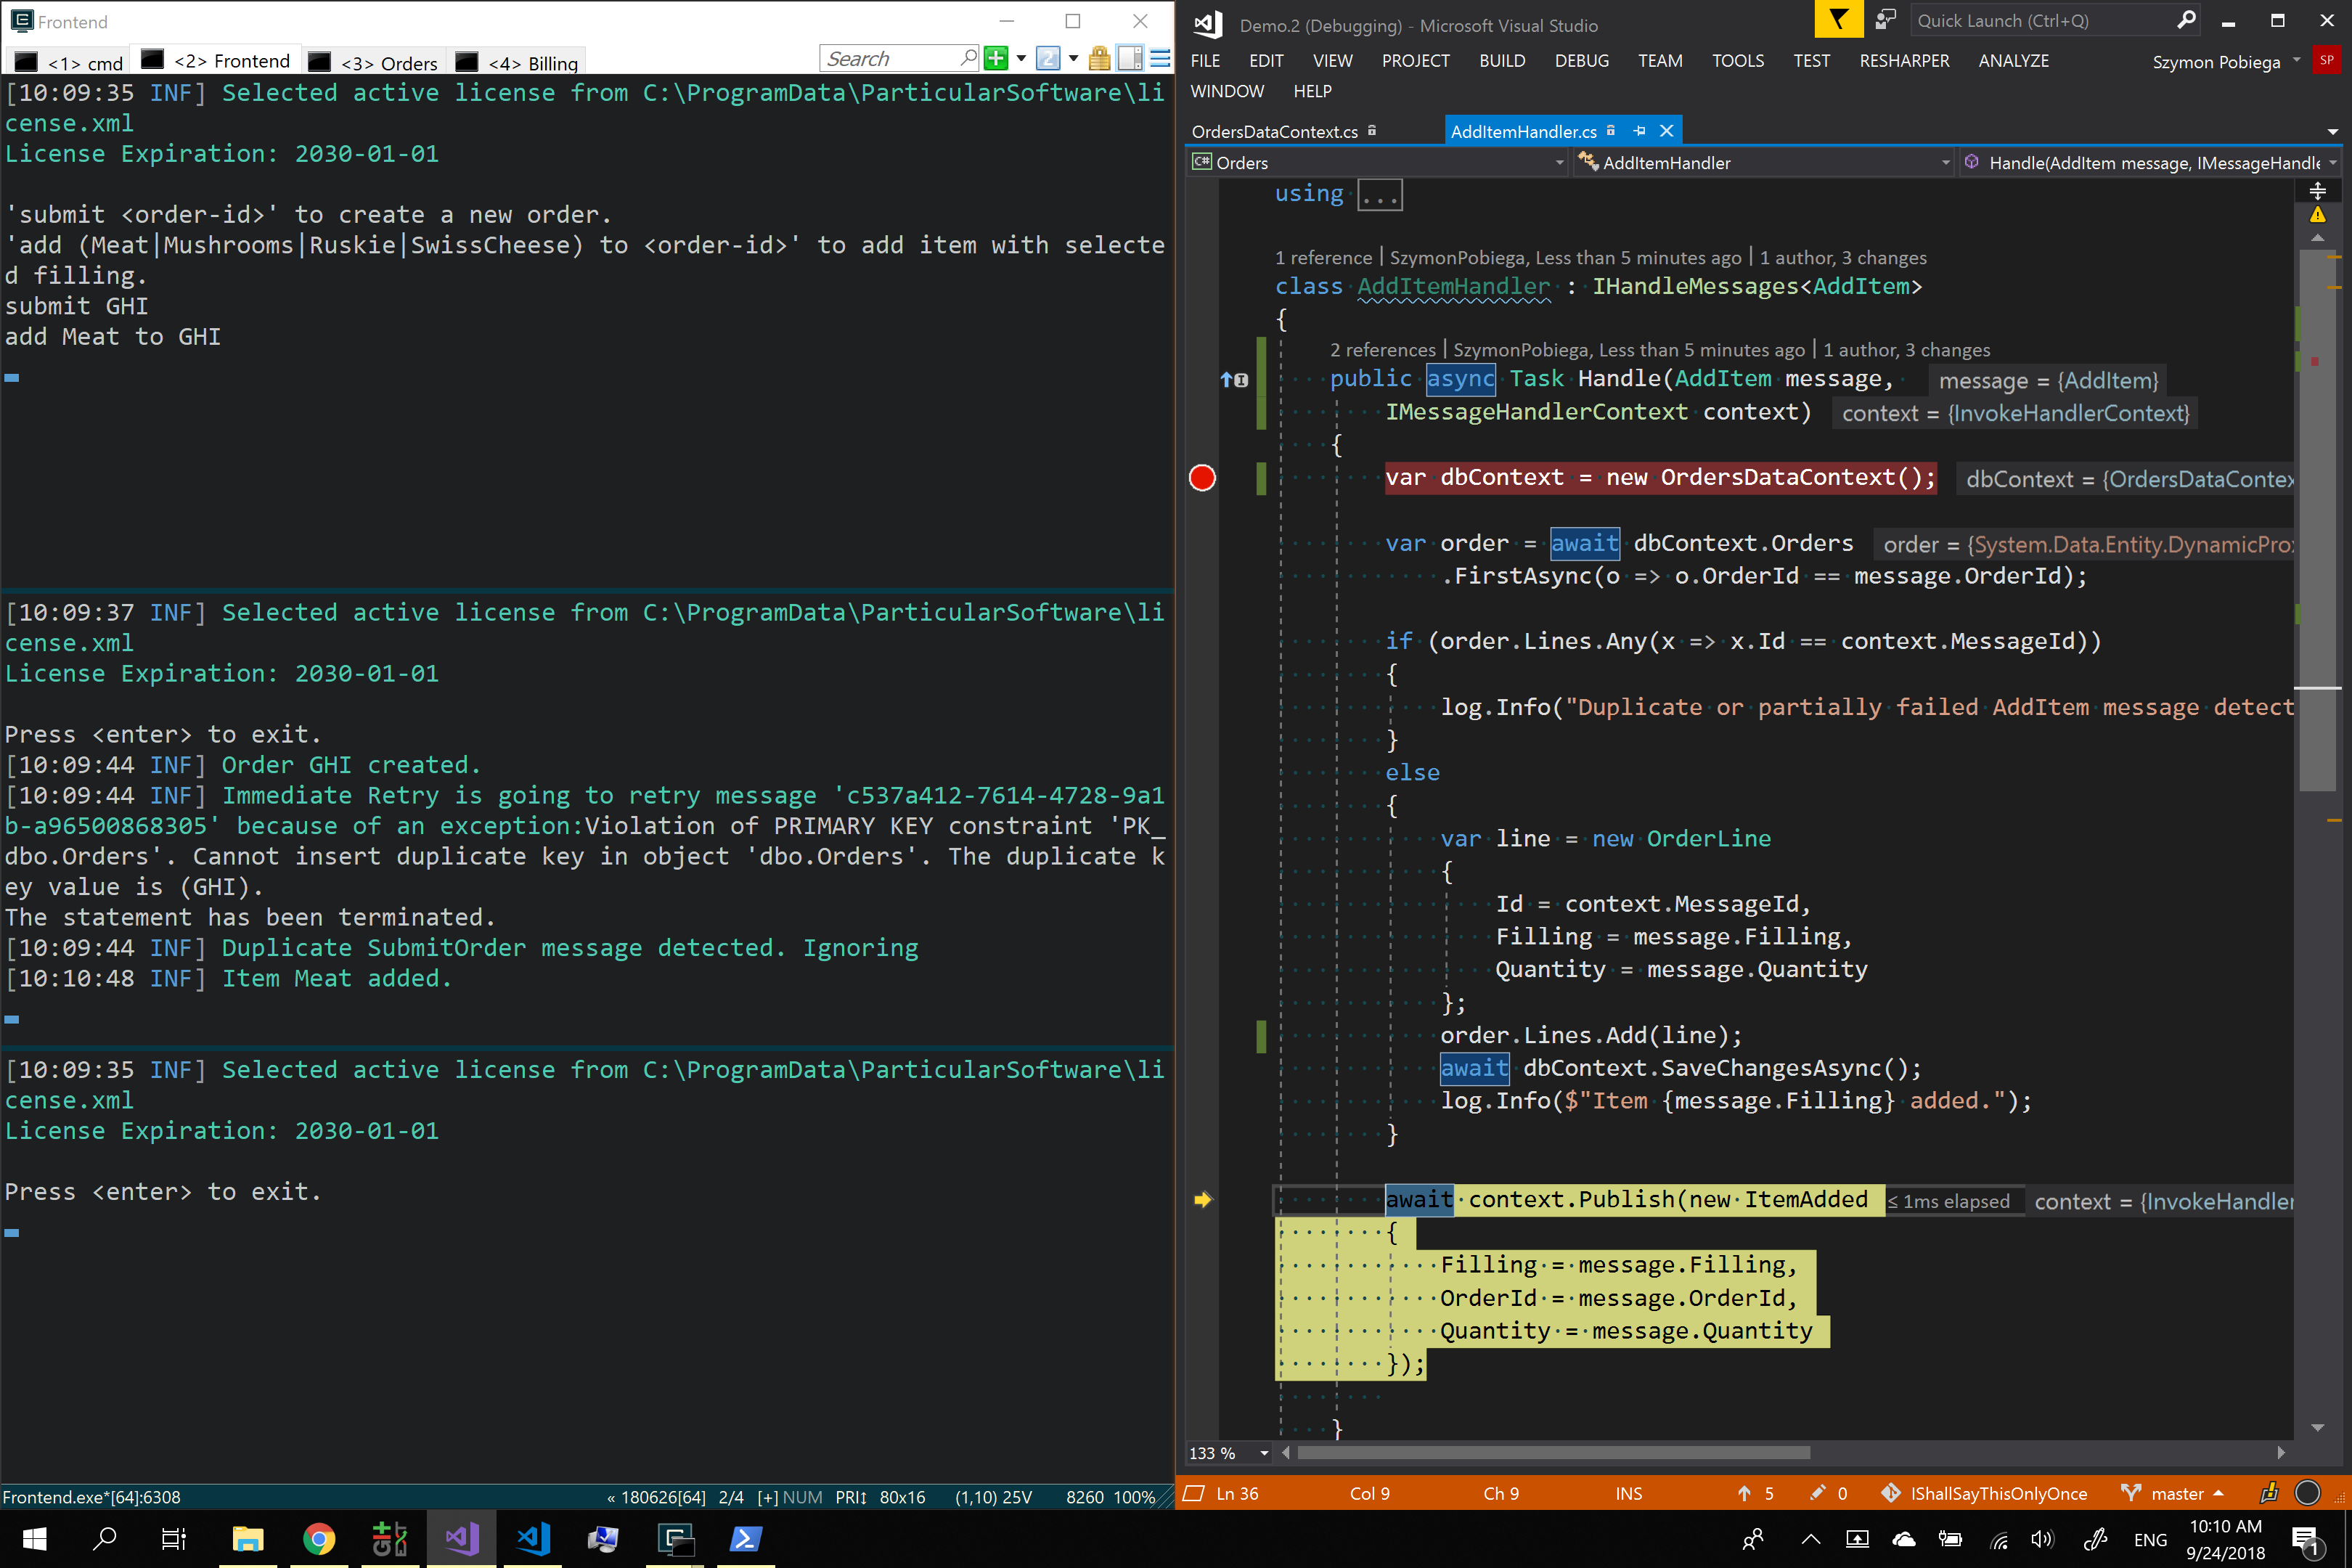 Frontend
<1> cmd
<2> Frontend
<3> Orders
<4> Billing
Search
[10:09:35 INF] Selected active license from C:\ProgramData\ParticularSoftware\li
cense.xml
License Expiration: 2030-01-01
'submit <order-id>' to create a new order.
'add (Meat|Mushrooms|Ruskie|SwissCheese) to <order-id>' to add item with selecte
d filling.
submit GHI
add Meat to GHI
[10:09:37 INF] Selected active license from C:\ProgramData\ParticularSoftware\li
cense.xml
License Expiration: 2030-01-01
Press <enter> to exit.
[10:09:44 INF] Order GHI created.
[10:09:44 INF] Immediate Retry is going to retry message 'c537a412-7614-4728-9a1
b-a96500868305' because of an exception:Violation of PRIMARY KEY constraint 'PK_
dbo.Orders'. Cannot insert duplicate key in object 'dbo.Orders'. The duplicate k
ey value is (GHI).
The statement has been terminated.
[10:09:44 INF] Duplicate SubmitOrder message detected. Ignoring
[10:10:48 INF] Item Meat added.
[10:09:35 INF] Selected active license from C:\ProgramData\ParticularSoftware\li
cense.xml
License Expiration: 2030-01-01
Press <enter> to exit.
Frontend.exe*[64]:6308
« 180626[64] 2/4 [+] NUM PRI↕ 80x16 (1,10) 25V 8260 100%
Demo.2 (Debugging) - Microsoft Visual Studio
Quick Launch (Ctrl+Q)
FILE EDIT VIEW PROJECT BUILD DEBUG TEAM TOOLS TEST RESHARPER ANALYZE
Szymon Pobiega SP
WINDOW HELP
OrdersDataContext.cs
AddItemHandler.cs
C# Orders
AddItemHandler
Handle(AddItem message, IMessageHandle
using ...
1 reference | SzymonPobiega, Less than 5 minutes ago | 1 author, 3 changes
class AddItemHandler : IHandleMessages<AddItem>
{
2 references | SzymonPobiega, Less than 5 minutes ago | 1 author, 3 changes
public async Task Handle(AddItem message, message = {AddItem}
IMessageHandlerContext context) context = {InvokeHandlerContext}
{
var dbContext = new OrdersDataContext(); dbContext = {OrdersDataContex
var order = await dbContext.Orders order = {System.Data.Entity.DynamicProx
.FirstAsync(o => o.OrderId == message.OrderId);
if (order.Lines.Any(x => x.Id == context.MessageId))
{
log.Info("Duplicate or partially failed AddItem message detect
}
else
{
var line = new OrderLine
{
Id = context.MessageId,
Filling = message.Filling,
Quantity = message.Quantity
};
order.Lines.Add(line);
await dbContext.SaveChangesAsync();
log.Info($"Item {message.Filling} added.");
}
await context.Publish(new ItemAdded ≤ 1ms elapsed context = {InvokeHandler
{
Filling = message.Filling,
OrderId = message.OrderId,
Quantity = message.Quantity
});
}
133 %
Ln 36 Col 9 Ch 9 INS 5 0 IShallSayThisOnlyOnce master
ENG
10:10 AM
9/24/2018
1